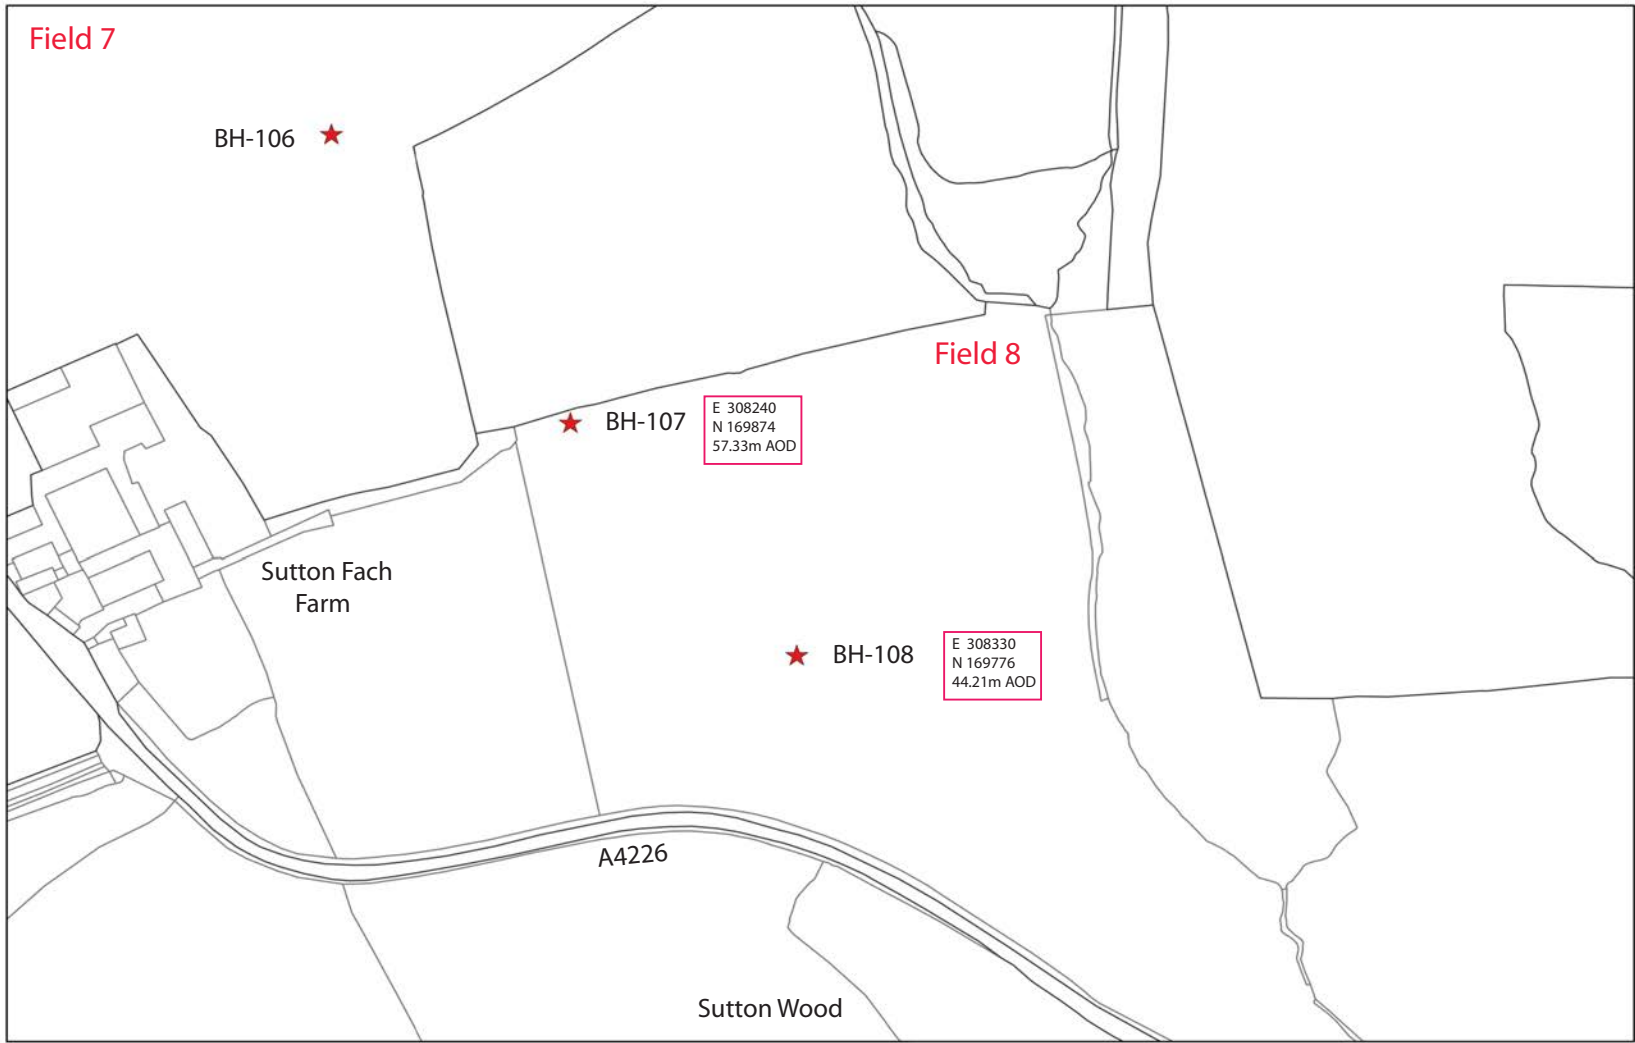 Field 7
BH-106
Field 8
BH-107
E 308240
N 169874
57.33m AOD
Sutton Fach
Farm
BH-108
E 308330
N 169776
44.21m AOD
A4226
Sutton Wood